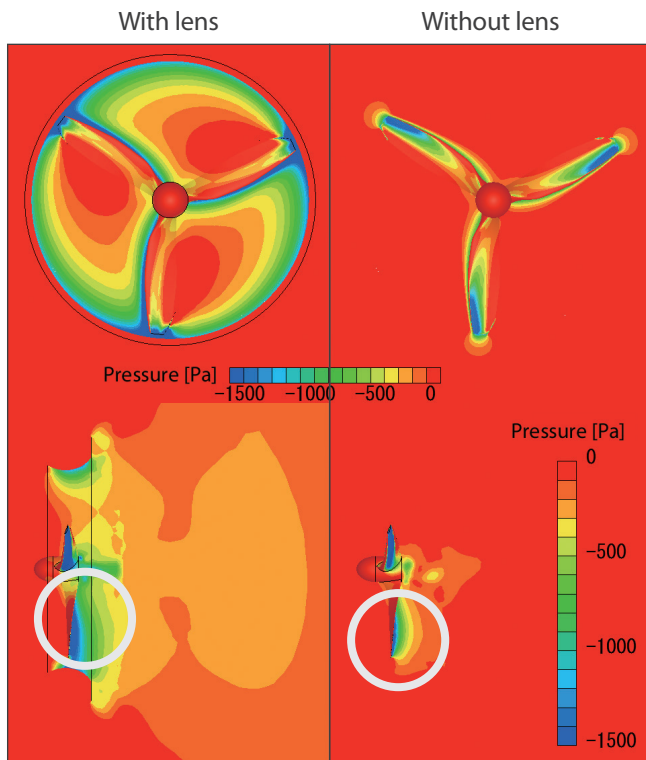 With lens
Without lens
Pressure [Pa]
−1500 −1000 −500 0
Pressure [Pa]
0
−500
−1000
−1500